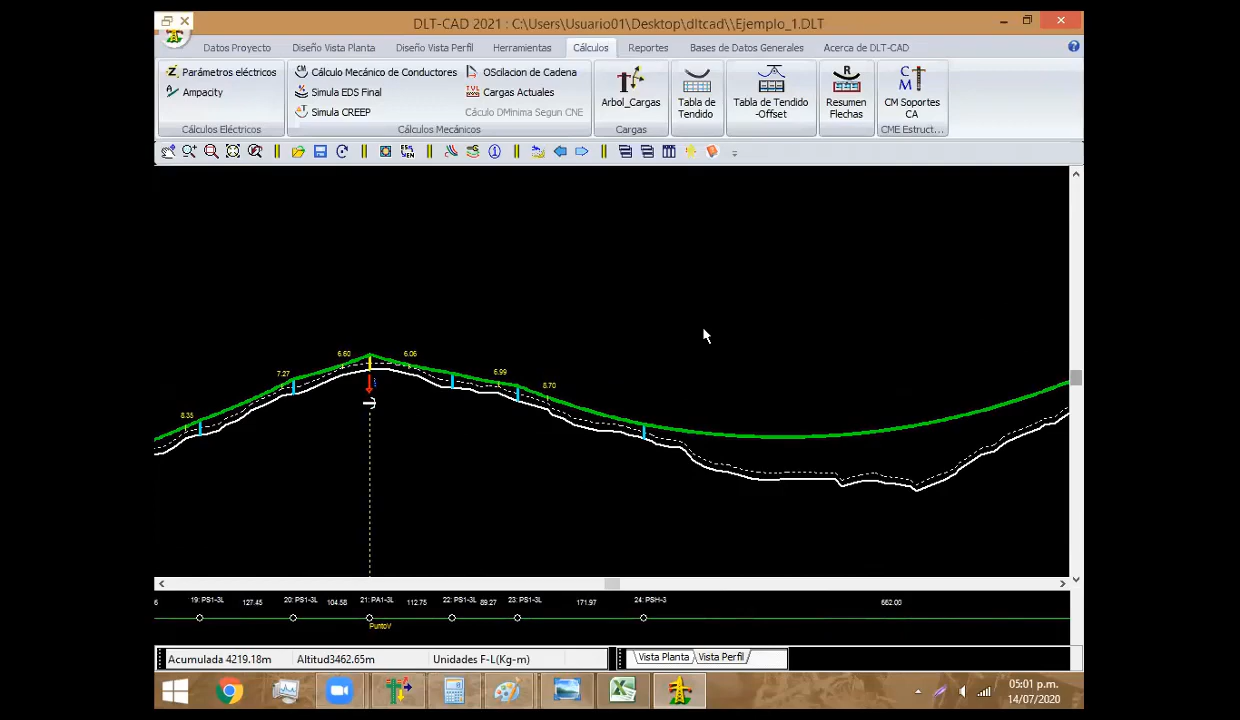 DLT-CAD 2021 : C:\Users\Usuario01\Desktop\dltcad\\Ejemplo_1.DLT
Datos Proyecto Diseño Vista Planta Diseño Vista Perfil Herramientas Cálculos Reportes Bases de Datos Generales Acerca de DLT-CAD
Parámetros eléctricos
Ampacity
Cálculos Eléctricos
Cálculo Mecánico de Conductores
Simula EDS Final
Simula CREEP
OScilacion de Cadena
Cargas Actuales
Cáculo DMinima Segun CNE
Cálculos Mecánicos
Arbol_Cargas
Cargas
Tabla de
Tendido
Tabla de Tendido
-Offset
Resumen
Flechas
CM Soportes
CA
CME Estruct...
6.60 6.06
7.27 6.99
8.70
8.35
6 19: PS1-3L 127.45 20: PS1-3L 104.58 21: PA1-3L 112.75 22: PS1-3L 89.27 23: PS1-3L 171.97 24: PSH-3 662.00
PuntoV
Acumulada 4219.18m Altitud3462.65m Unidades F-L(Kg-m) Vista Planta Vista Perfil
05:01 p.m.
14/07/2020